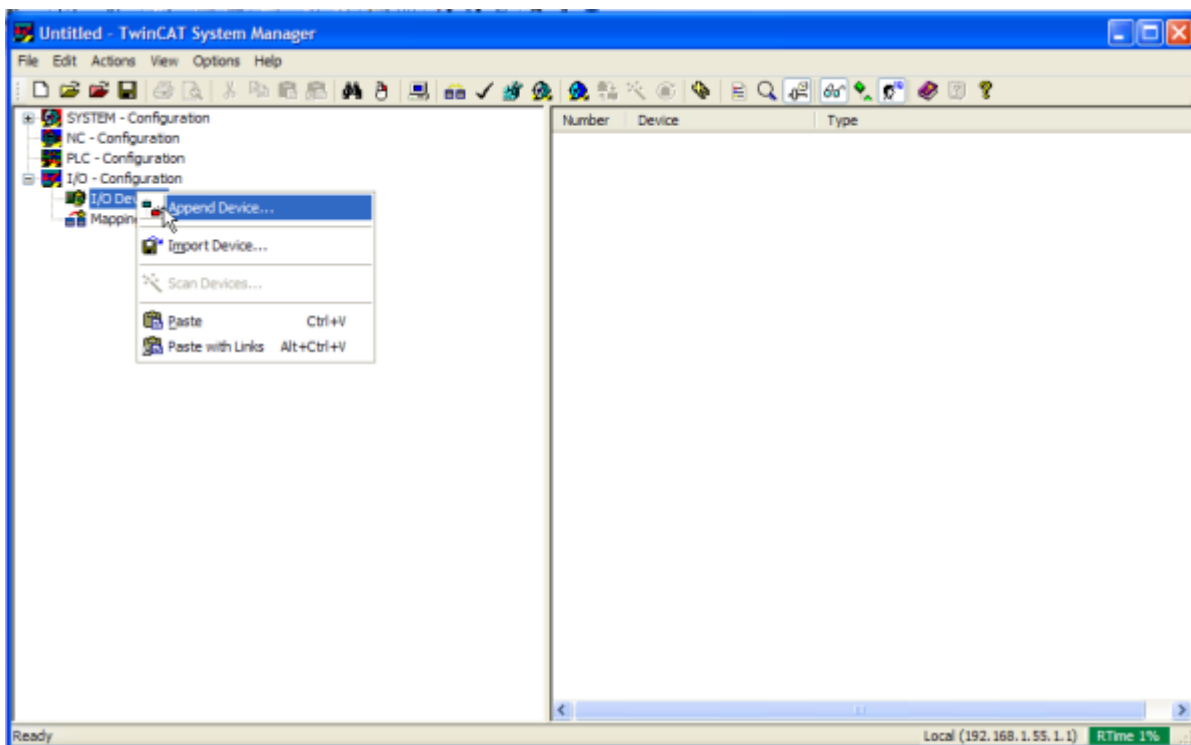 Untitled - TwinCAT System Manager
File Edit Actions View Options Help
SYSTEM - Configuration
NC - Configuration
PLC - Configuration
I/O - Configuration
I/O Dev
Mappin
Append Device...
Import Device...
Scan Devices...
Paste Ctrl+V
Paste with Links Alt+Ctrl+V
Number Device Type
Ready Local (192.168.1.55.1.1) RTime 1%